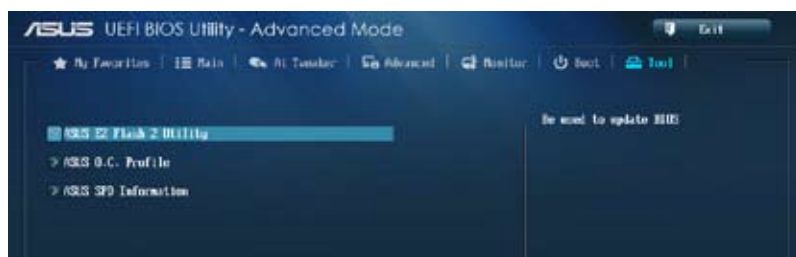 ASUS UEFI BIOS Utility - Advanced Mode
Exit
My Favorites Main Ai Tweaker Advanced Monitor Boot Tool
ASUS EZ Flash 2 Utility
Be used to update BIOS
> ASUS O.C. Profile
> ASUS SPD Information